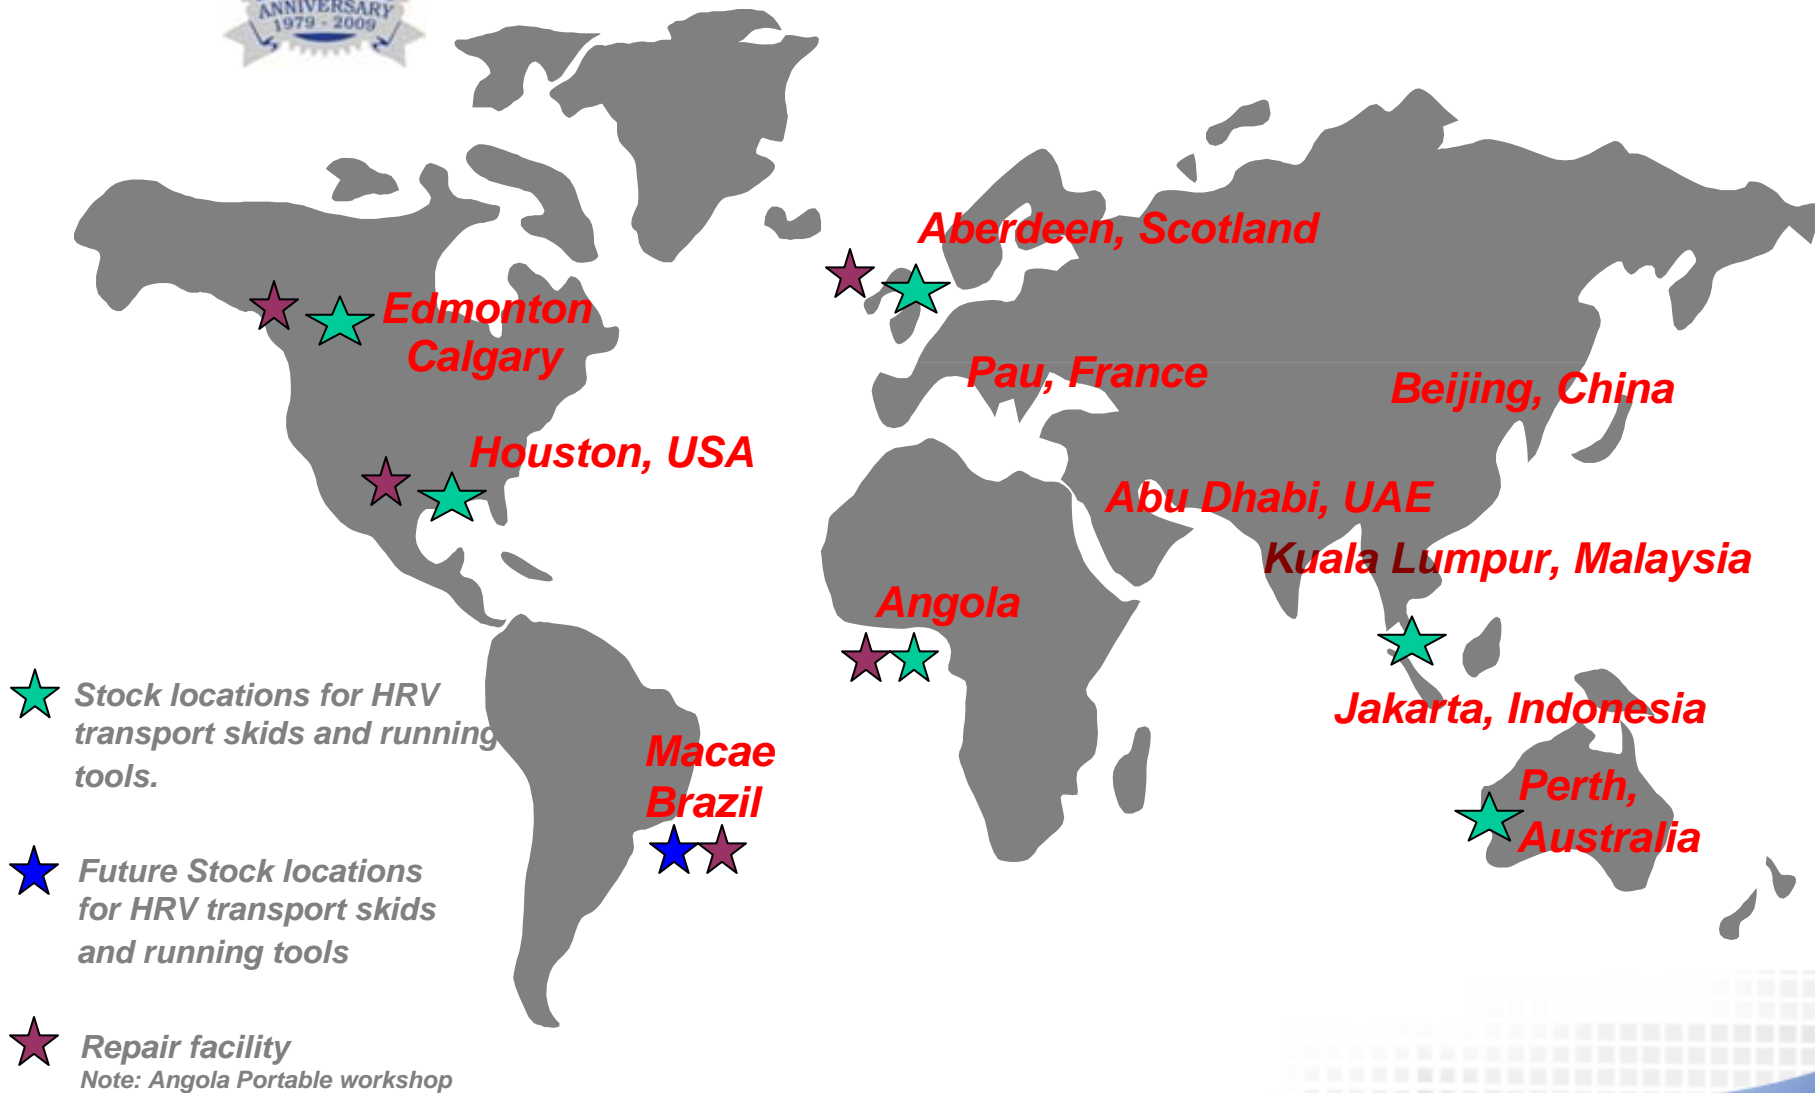 ANNIVERSARY
1979 - 2009
Aberdeen, Scotland
Edmonton
Calgary
Pau, France
Beijing, China
Houston, USA
Abu Dhabi, UAE
Kuala Lumpur, Malaysia
Angola
Jakarta, Indonesia
Macae
Brazil
Perth,
Australia
Stock locations for HRV
transport skids and running
tools.
Future Stock locations
for HRV transport skids
and running tools
Repair facility
Note: Angola Portable workshop